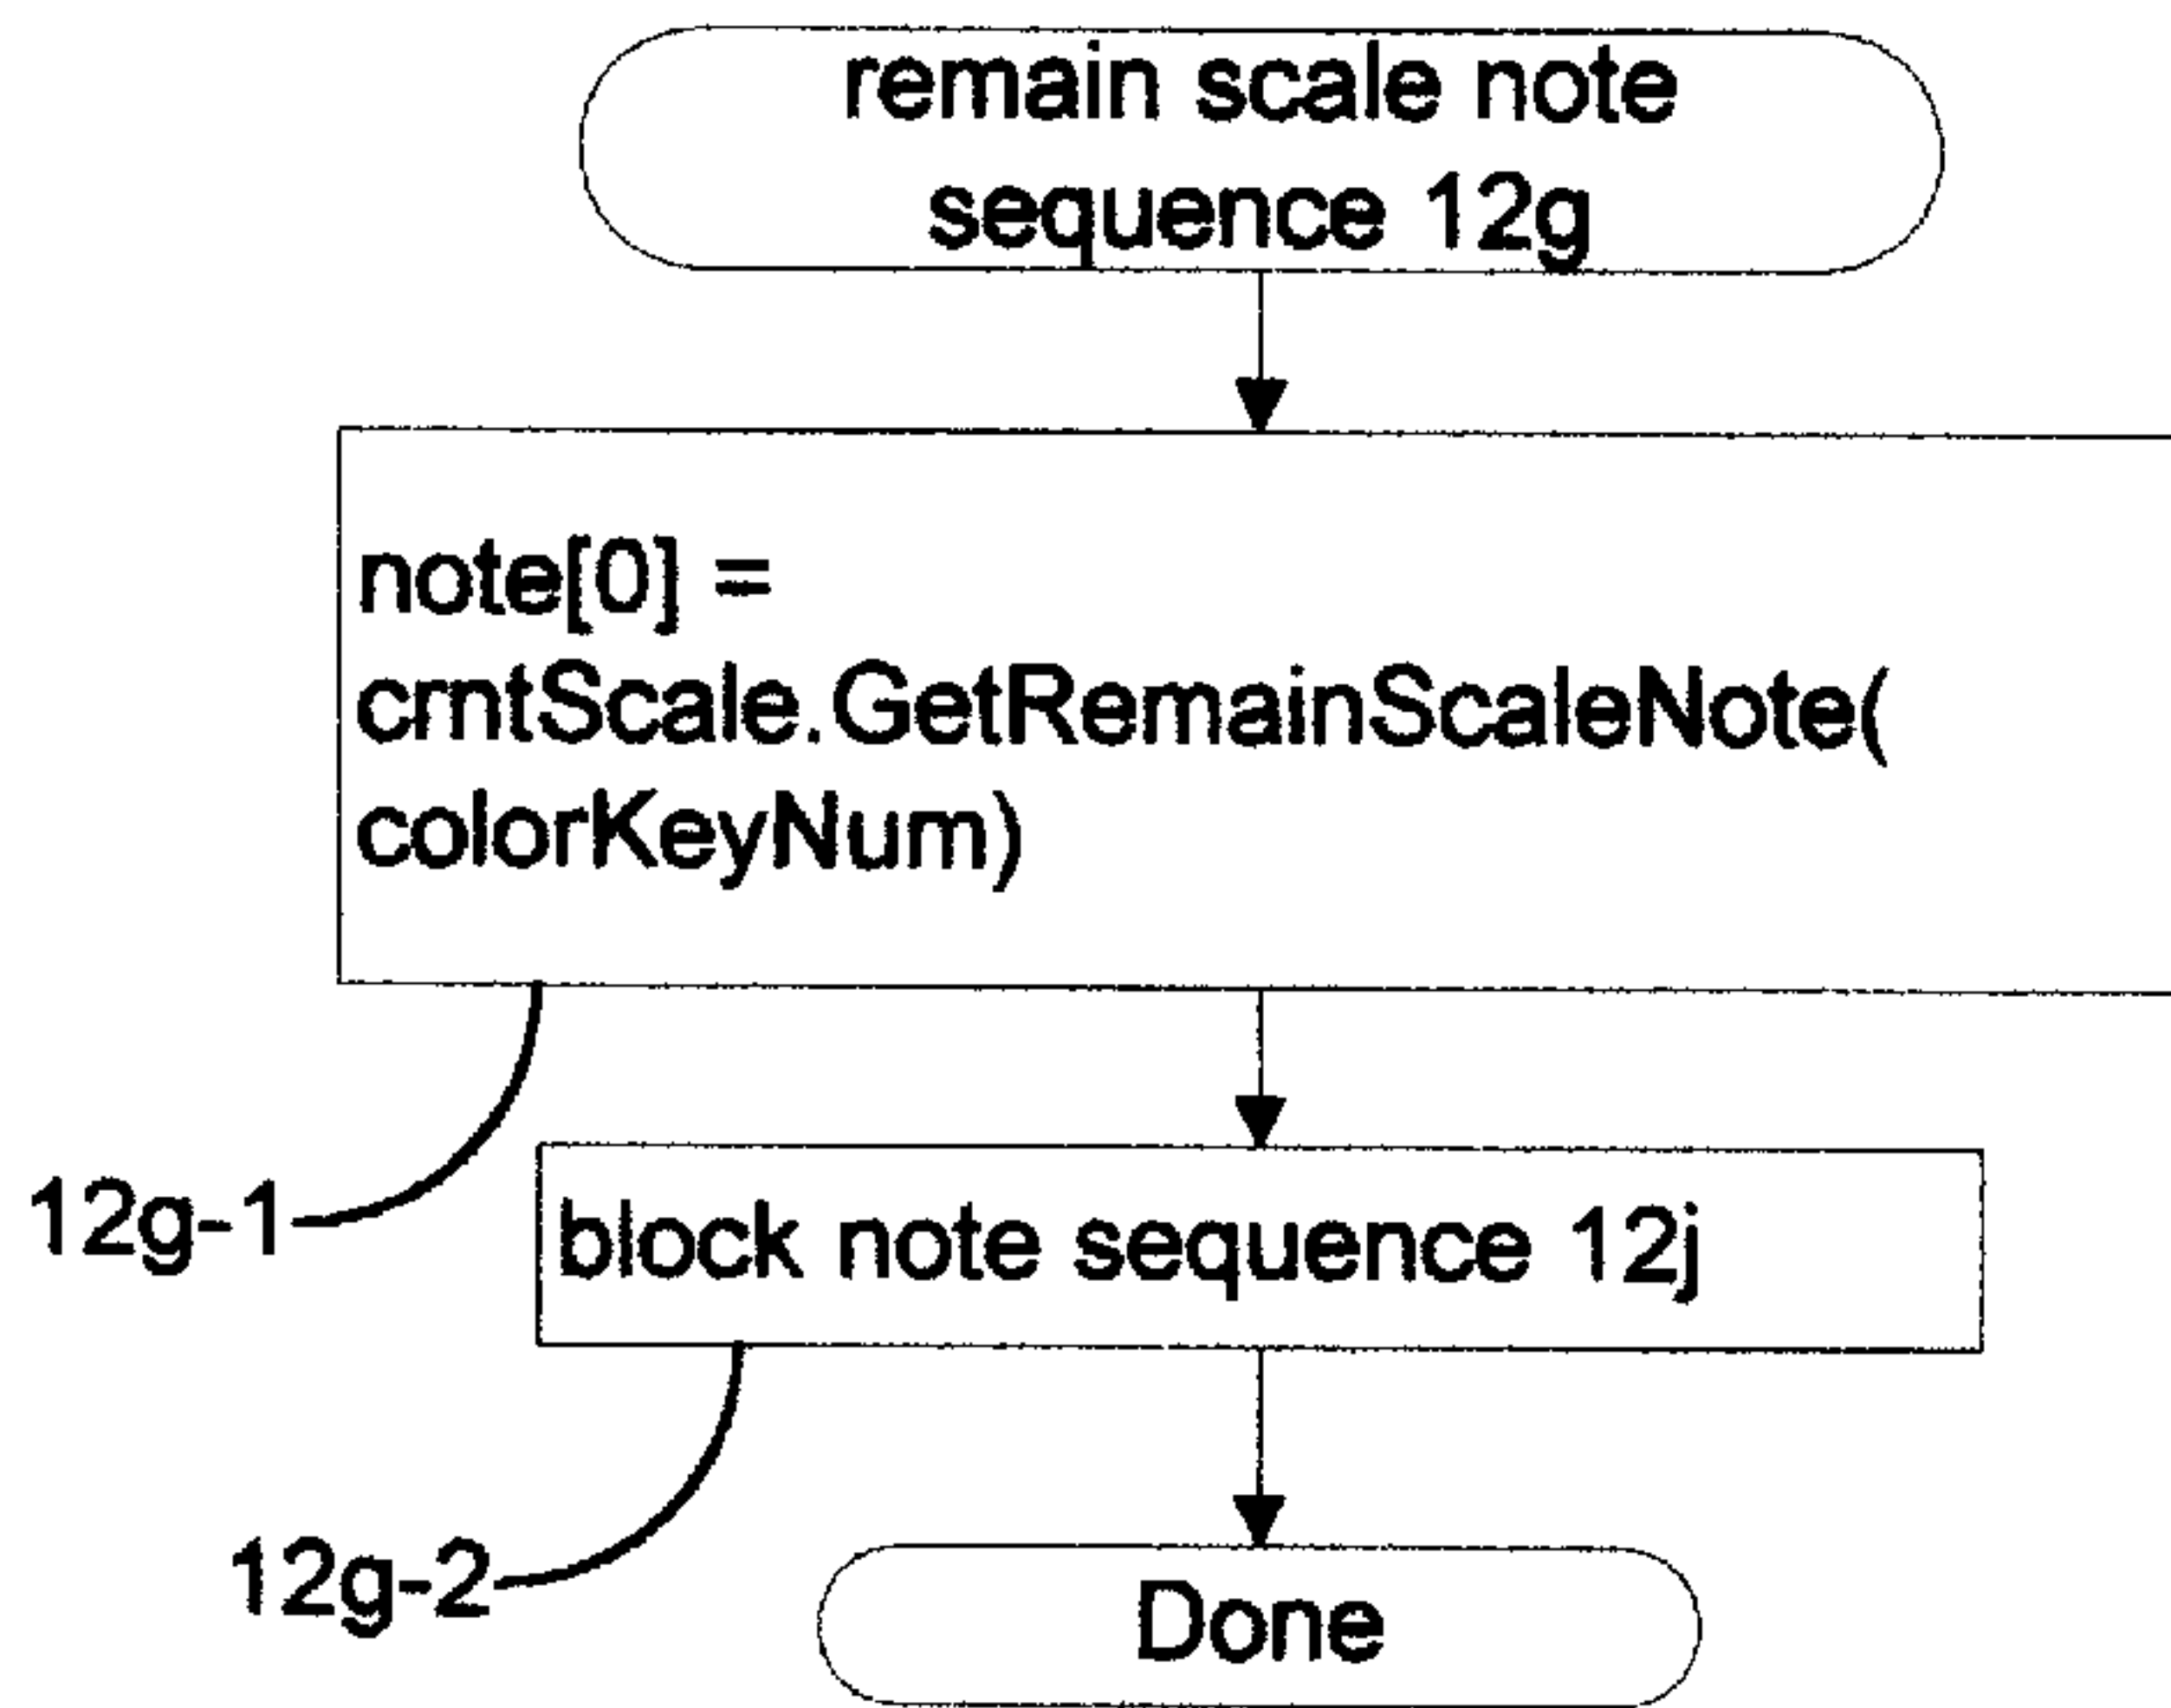 remain scale note
sequence 12g
note[0] =
crntScale.GetRemainScaleNote(
colorKeyNum)
12g-1
block note sequence 12j
12g-2
Done